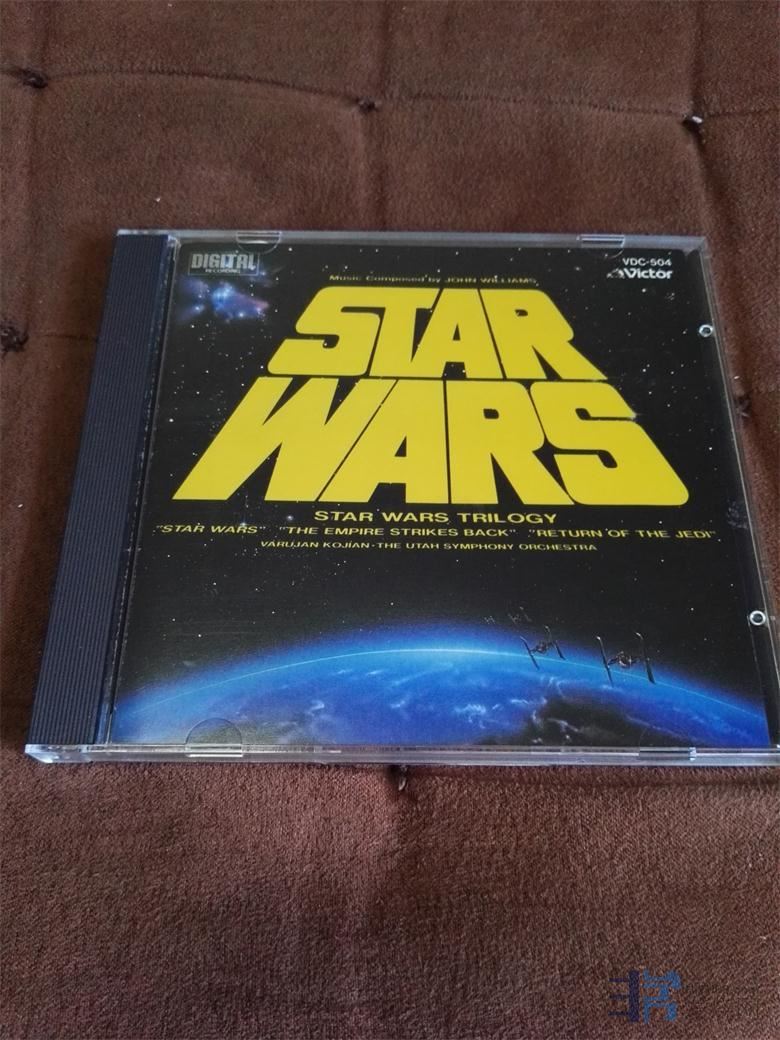 DIGITAL
RECORDING
VDC-504
Victor
Music Composed by JOHN WILLIAMS
STAR
WARS
STAR WARS TRILOGY
"STAR WARS" "THE EMPIRE STRIKES BACK" "RETURN OF THE JEDI"
VARUJAN KOJIAN·THE UTAH SYMPHONY ORCHESTRA